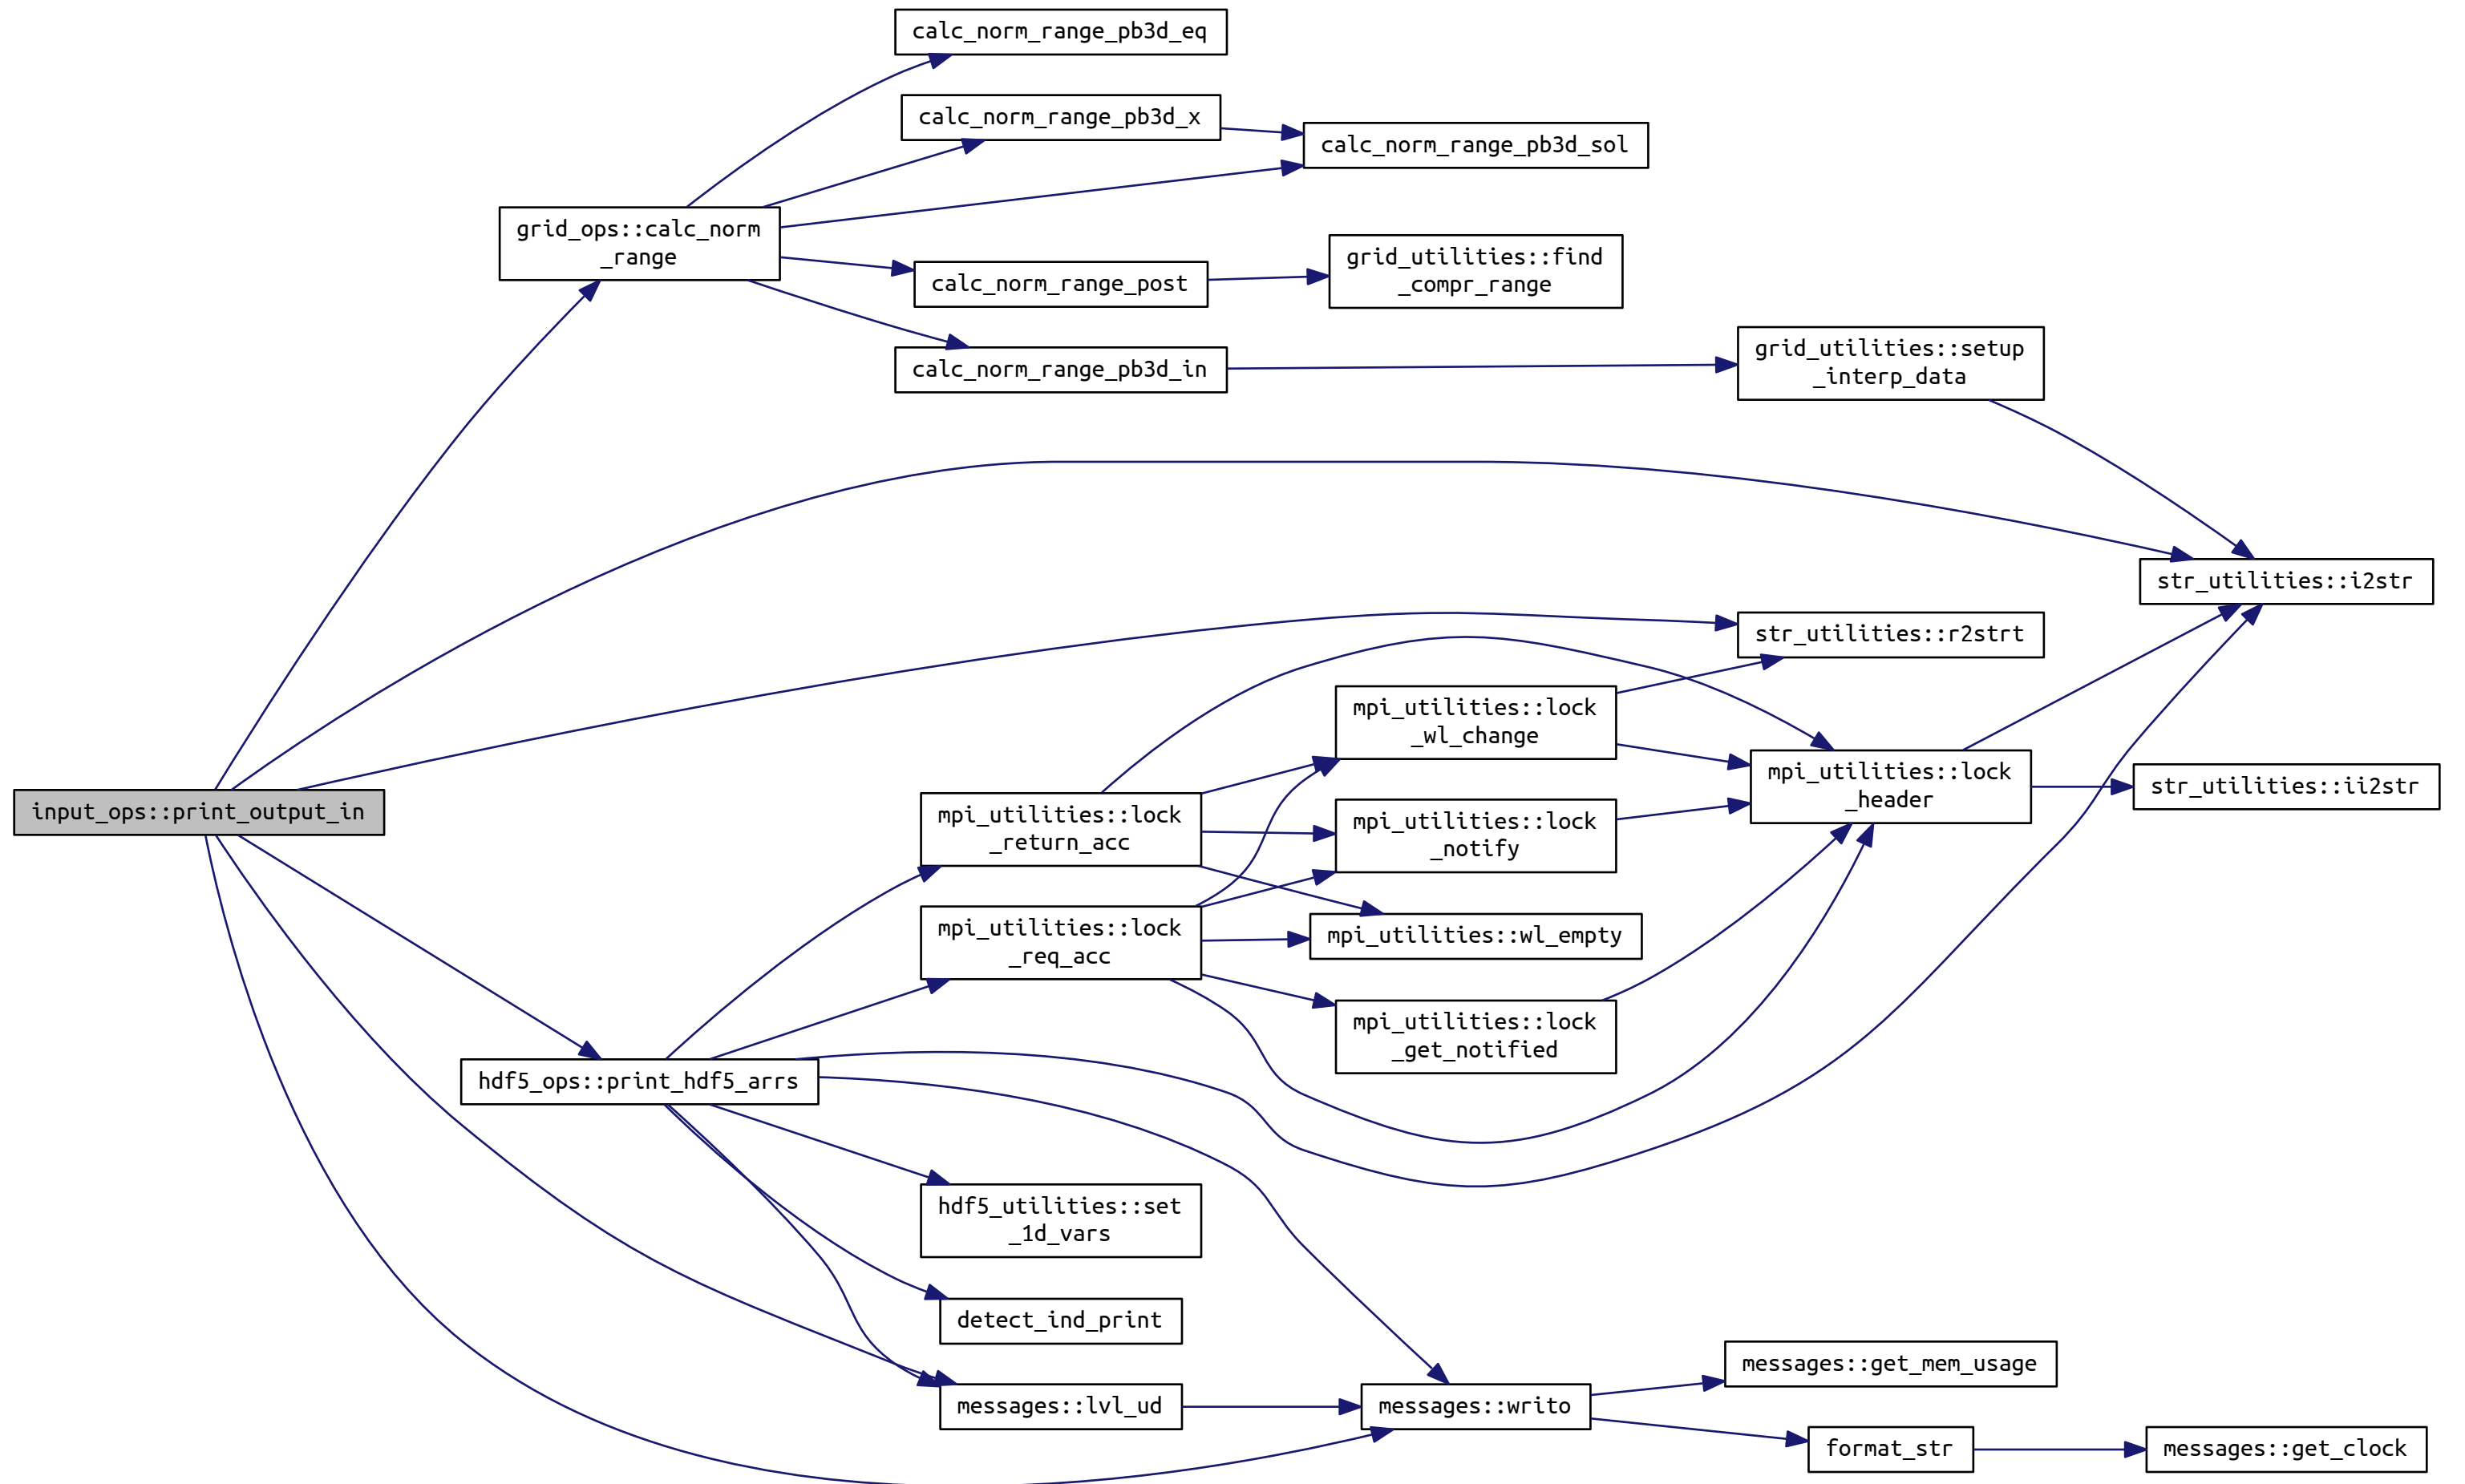 calc_norm_range_pb3d_eq
calc_norm_range_pb3d_x
calc_norm_range_pb3d_sol
grid_ops::calc_norm
_range
grid_utilities::find
_compr_range
calc_norm_range_post
grid_utilities::setup
_interp_data
calc_norm_range_pb3d_in
str_utilities::i2str
str_utilities::r2strt
mpi_utilities::lock
_wl_change
mpi_utilities::lock
_header
str_utilities::ii2str
input_ops::print_output_in
mpi_utilities::lock
_return_acc
mpi_utilities::lock
_notify
mpi_utilities::lock
_req_acc
mpi_utilities::wl_empty
mpi_utilities::lock
_get_notified
hdf5_ops::print_hdf5_arrs
hdf5_utilities::set
_1d_vars
detect_ind_print
messages::get_mem_usage
messages::lvl_ud
messages::writo
format_str
messages::get_clock